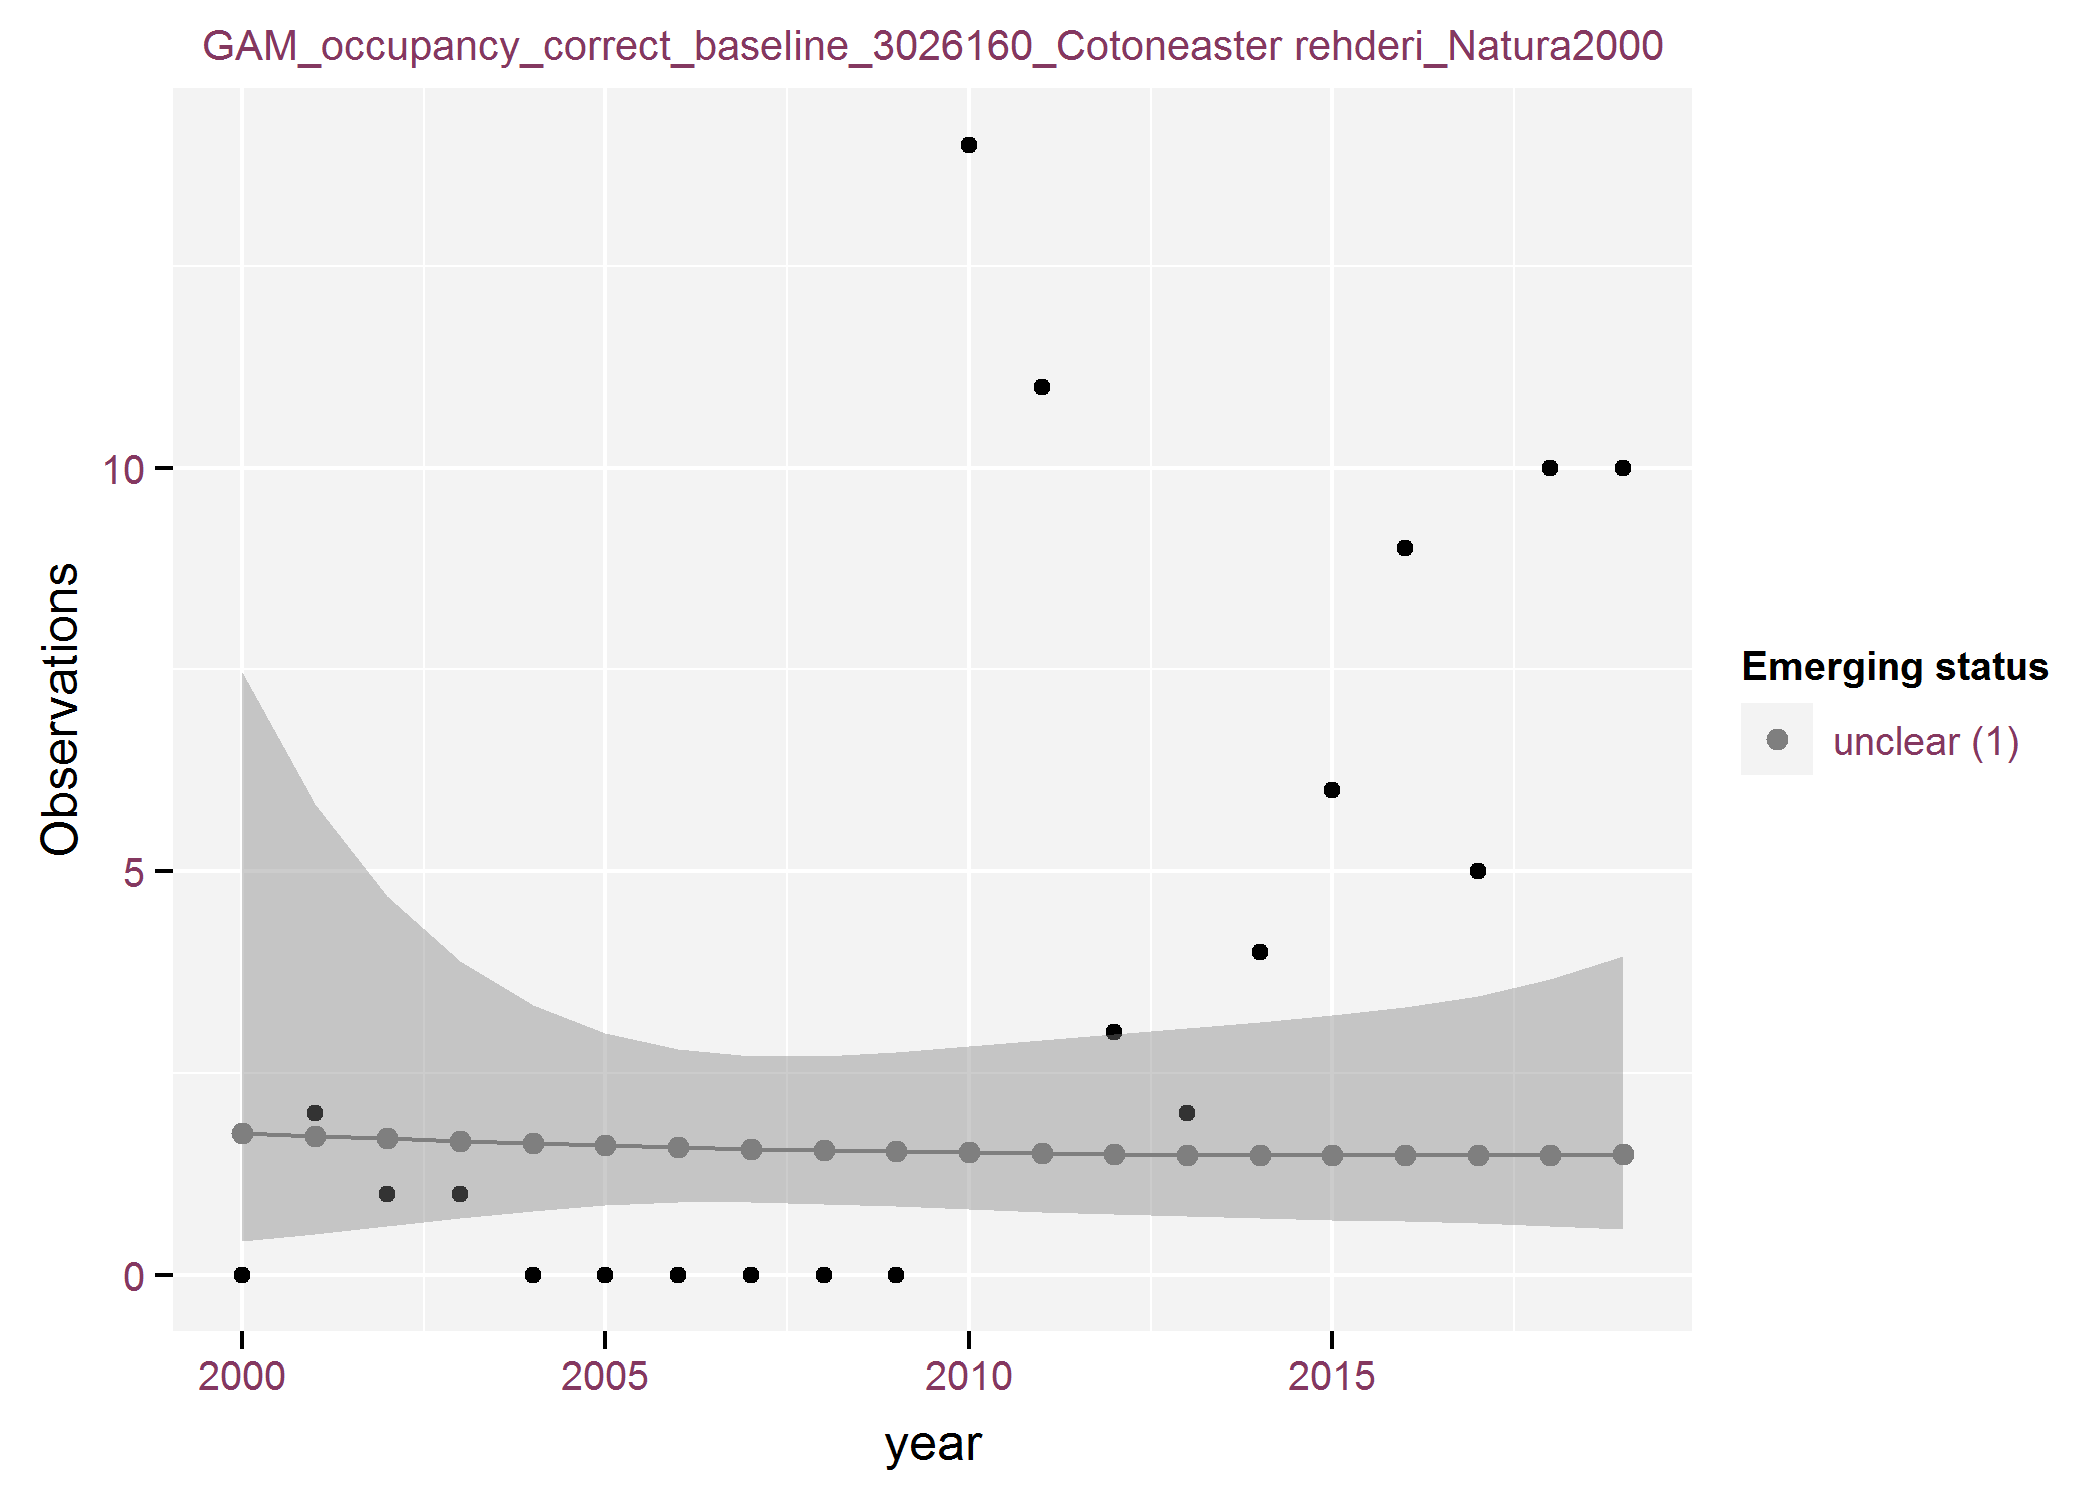 GAM_occupancy_correct_baseline_3026160_Cotoneaster rehderi_Natura2000
Observations
10
5
0
2000
2005
2010
2015
year
Emerging status
unclear (1)